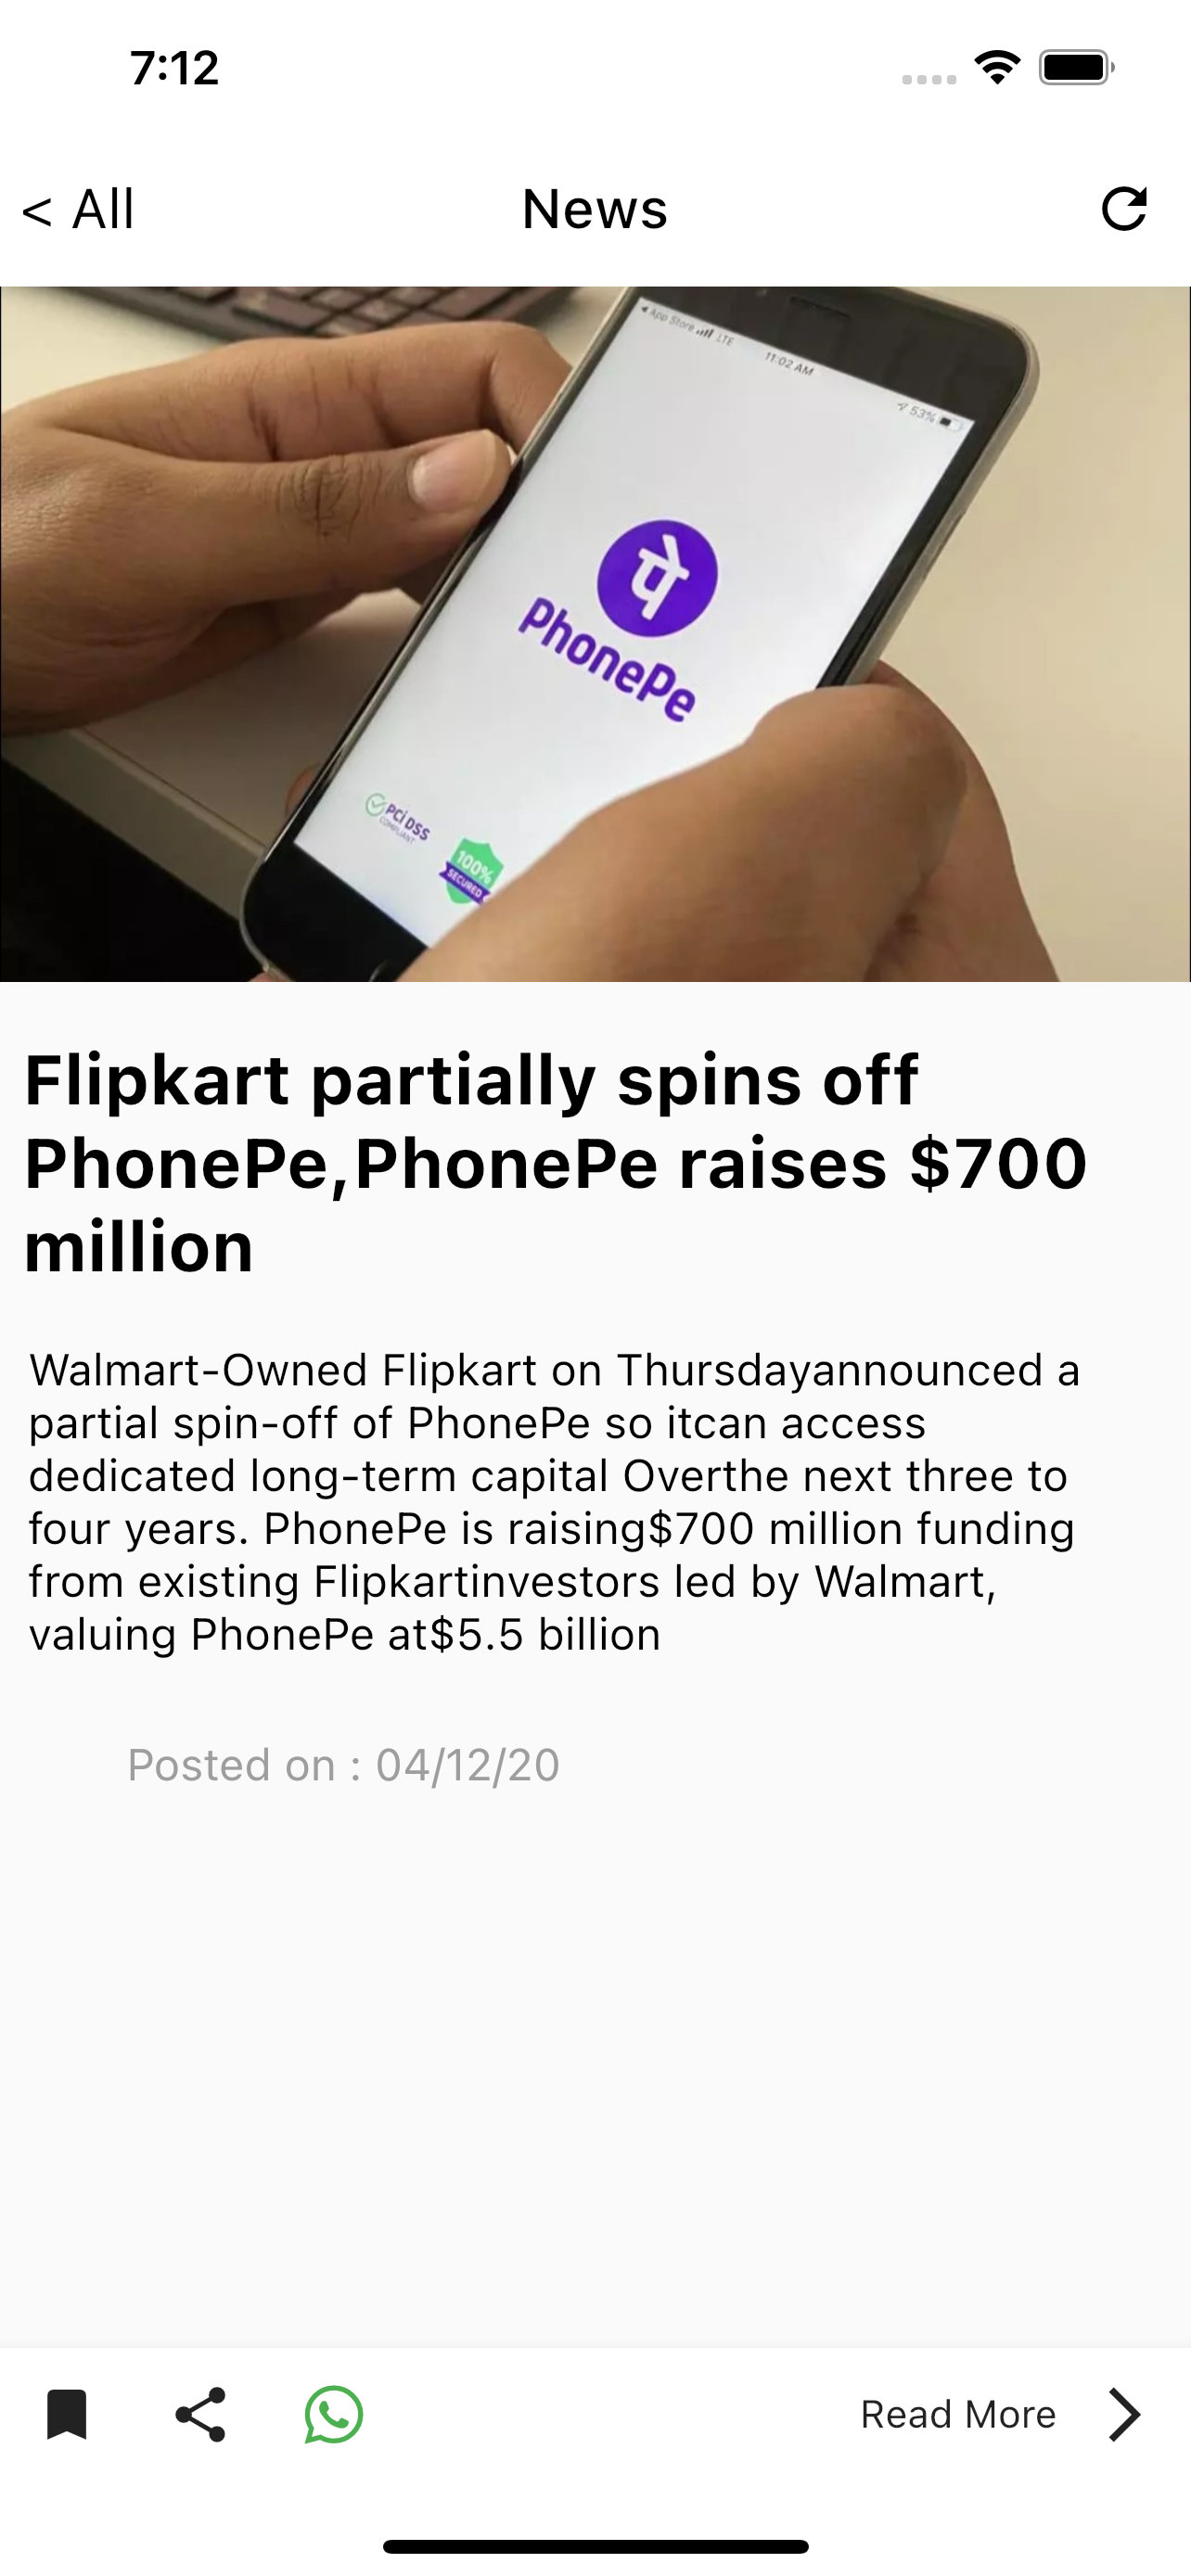 7:12
< All
News
App Store
LTE
11:02 AM
53%
पे
PhonePe
PCI DSS
COMPLIANT
100%
SECURED
Flipkart partially spins off
PhonePe,PhonePe raises $700
million
Walmart-Owned Flipkart on Thursdayannounced a
partial spin-off of PhonePe so itcan access
dedicated long-term capital Overthe next three to
four years. PhonePe is raising$700 million funding
from existing Flipkartinvestors led by Walmart,
valuing PhonePe at$5.5 billion
Posted on : 04/12/20
Read More